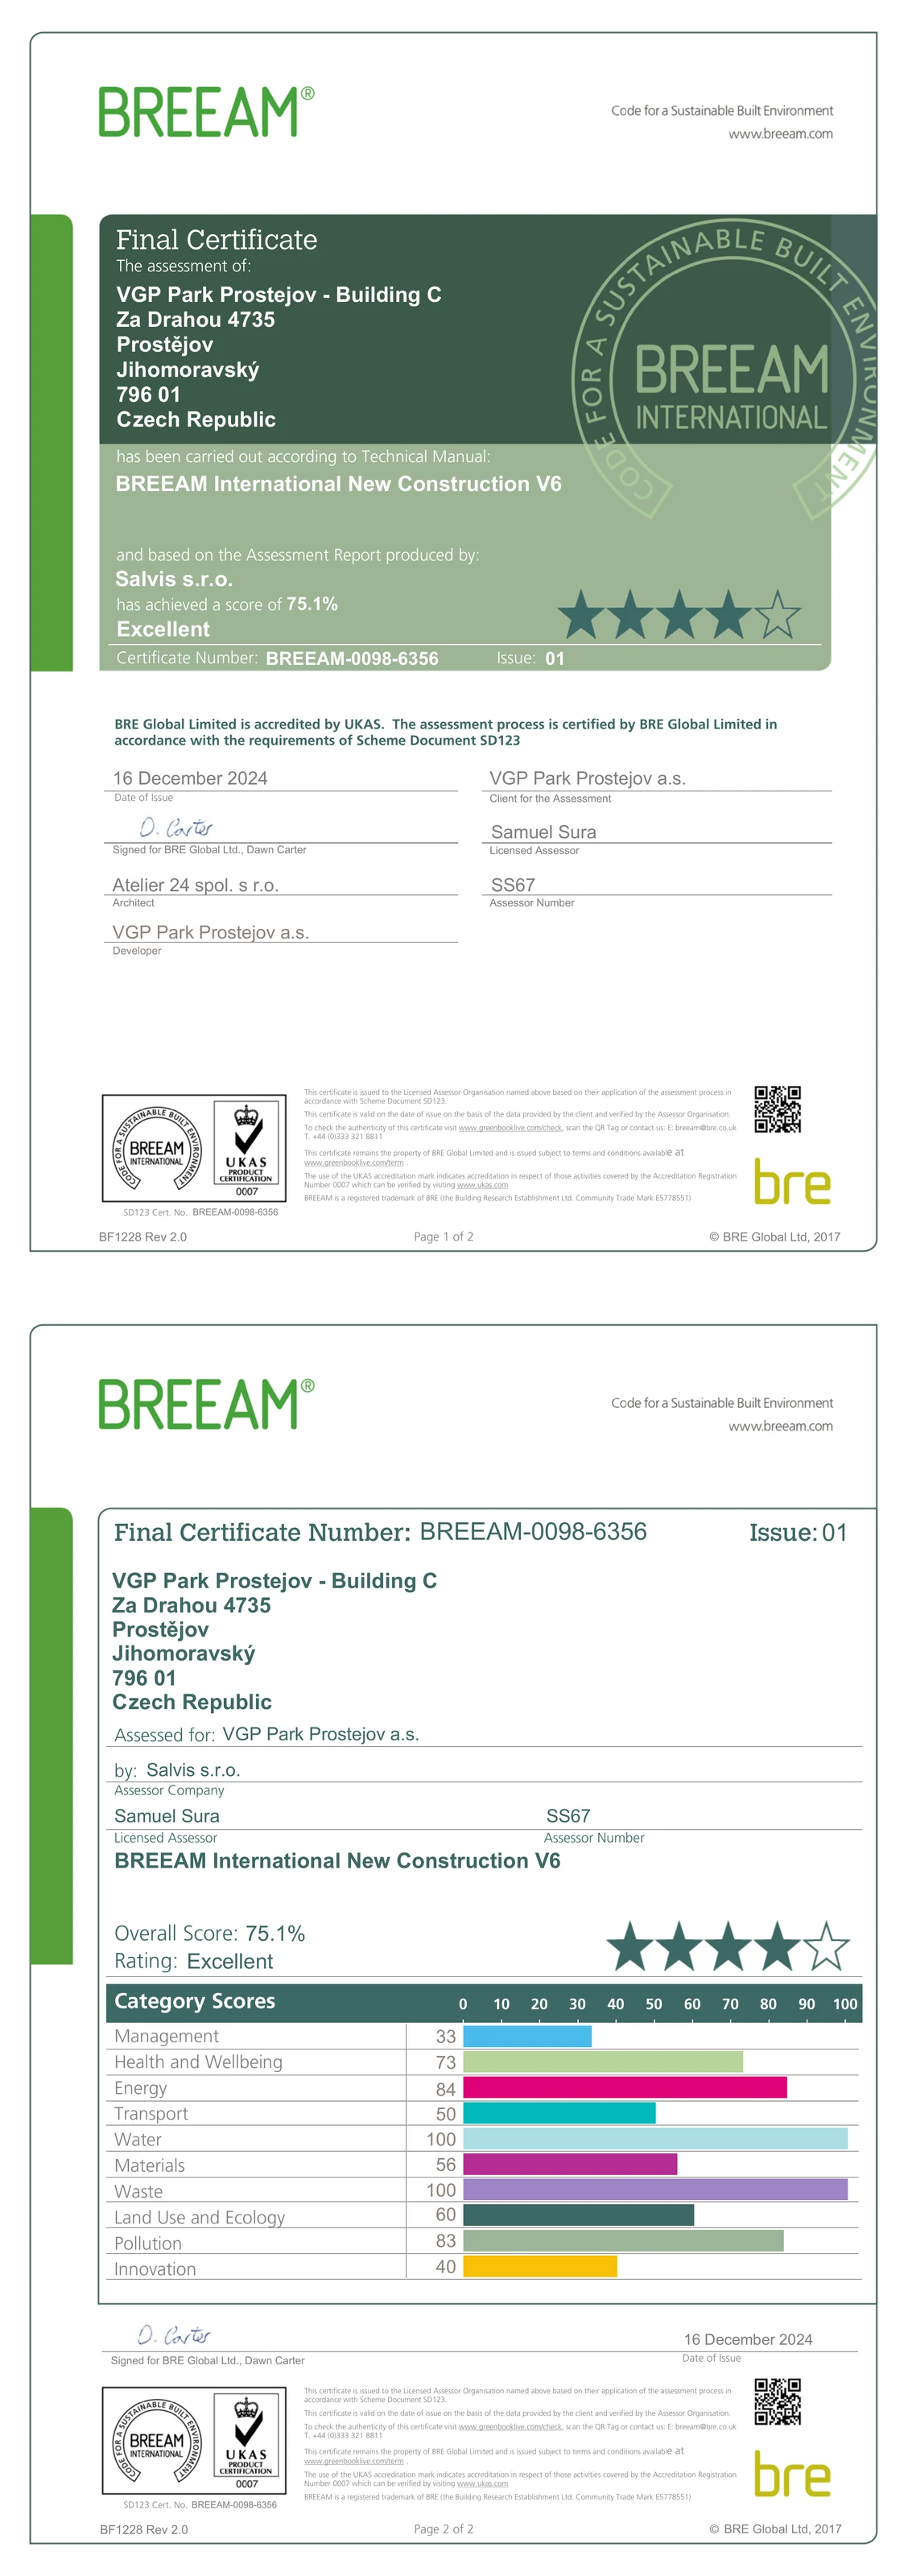 BREEAM®
Code for a Sustainable Built Environment
www.breeam.com
Final Certificate
The assessment of:
VGP Park Prostejov - Building C
Za Drahou 4735
Prostějov
Jihomoravský
796 01
Czech Republic
CODE FOR A SUSTAINABLE BUILT ENVIRONMENT
BREEAM
INTERNATIONAL
has been carried out according to Technical Manual:
BREEAM International New Construction V6
and based on the Assessment Report produced by:
Salvis s.r.o.
has achieved a score of 75.1%
Excellent
Certificate Number: BREEAM-0098-6356 Issue: 01
BRE Global Limited is accredited by UKAS. The assessment process is certified by BRE Global Limited in
accordance with the requirements of Scheme Document SD123
16 December 2024
Date of Issue
VGP Park Prostejov a.s.
Client for the Assessment
D. Carter
Signed for BRE Global Ltd., Dawn Carter
Samuel Sura
Licensed Assessor
Atelier 24 spol. s r.o.
Architect
SS67
Assessor Number
VGP Park Prostejov a.s.
Developer
CODE FOR A SUSTAINABLE BUILT ENVIRONMENT
BREEAM
INTERNATIONAL
UKAS
PRODUCT
CERTIFICATION
0007
SD123 Cert. No. BREEAM-0098-6356
This certificate is issued to the Licensed Assessor Organisation named above based on their application of the assessment process in
accordance with Scheme Document SD123.
This certificate is valid on the date of issue on the basis of the data provided by the client and verified by the Assessor Organisation.
To check the authenticity of this certificate visit www.greenbooklive.com/check, scan the QR Tag or contact us: E: breeam@bre.co.uk
T. +44 (0)333 321 8811
This certificate remains the property of BRE Global Limited and is issued subject to terms and conditions available at
www.greenbooklive.com/term .
The use of the UKAS accreditation mark indicates accreditation in respect of those activities covered by the Accreditation Registration
Number 0007 which can be verified by visiting www.ukas.com
BREEAM is a registered trademark of BRE (the Building Research Establishment Ltd. Community Trade Mark E5778551)
bre
BF1228 Rev 2.0
Page 1 of 2
© BRE Global Ltd, 2017
BREEAM®
Code for a Sustainable Built Environment
www.breeam.com
Final Certificate Number: BREEAM-0098-6356 Issue: 01
VGP Park Prostejov - Building C
Za Drahou 4735
Prostějov
Jihomoravský
796 01
Czech Republic
Assessed for: VGP Park Prostejov a.s.
by: Salvis s.r.o.
Assessor Company
Samuel Sura
Licensed Assessor
SS67
Assessor Number
BREEAM International New Construction V6
Overall Score: 75.1%
Rating: Excellent
Category Scores 0 10 20 30 40 50 60 70 80 90 100
Management 33
Health and Wellbeing 73
Energy 84
Transport 50
Water 100
Materials 56
Waste 100
Land Use and Ecology 60
Pollution 83
Innovation 40
D. Carter
Signed for BRE Global Ltd., Dawn Carter
16 December 2024
Date of Issue
CODE FOR A SUSTAINABLE BUILT ENVIRONMENT
BREEAM
INTERNATIONAL
UKAS
PRODUCT
CERTIFICATION
0007
SD123 Cert. No. BREEAM-0098-6356
This certificate is issued to the Licensed Assessor Organisation named above based on their application of the assessment process in
accordance with Scheme Document SD123.
This certificate is valid on the date of issue on the basis of the data provided by the client and verified by the Assessor Organisation.
To check the authenticity of this certificate visit www.greenbooklive.com/check, scan the QR Tag or contact us: E: breeam@bre.co.uk
T. +44 (0)333 321 8811
This certificate remains the property of BRE Global Limited and is issued subject to terms and conditions available at
www.greenbooklive.com/term .
The use of the UKAS accreditation mark indicates accreditation in respect of those activities covered by the Accreditation Registration
Number 0007 which can be verified by visiting www.ukas.com
BREEAM is a registered trademark of BRE (the Building Research Establishment Ltd. Community Trade Mark E5778551)
bre
BF1228 Rev 2.0
Page 2 of 2
© BRE Global Ltd, 2017